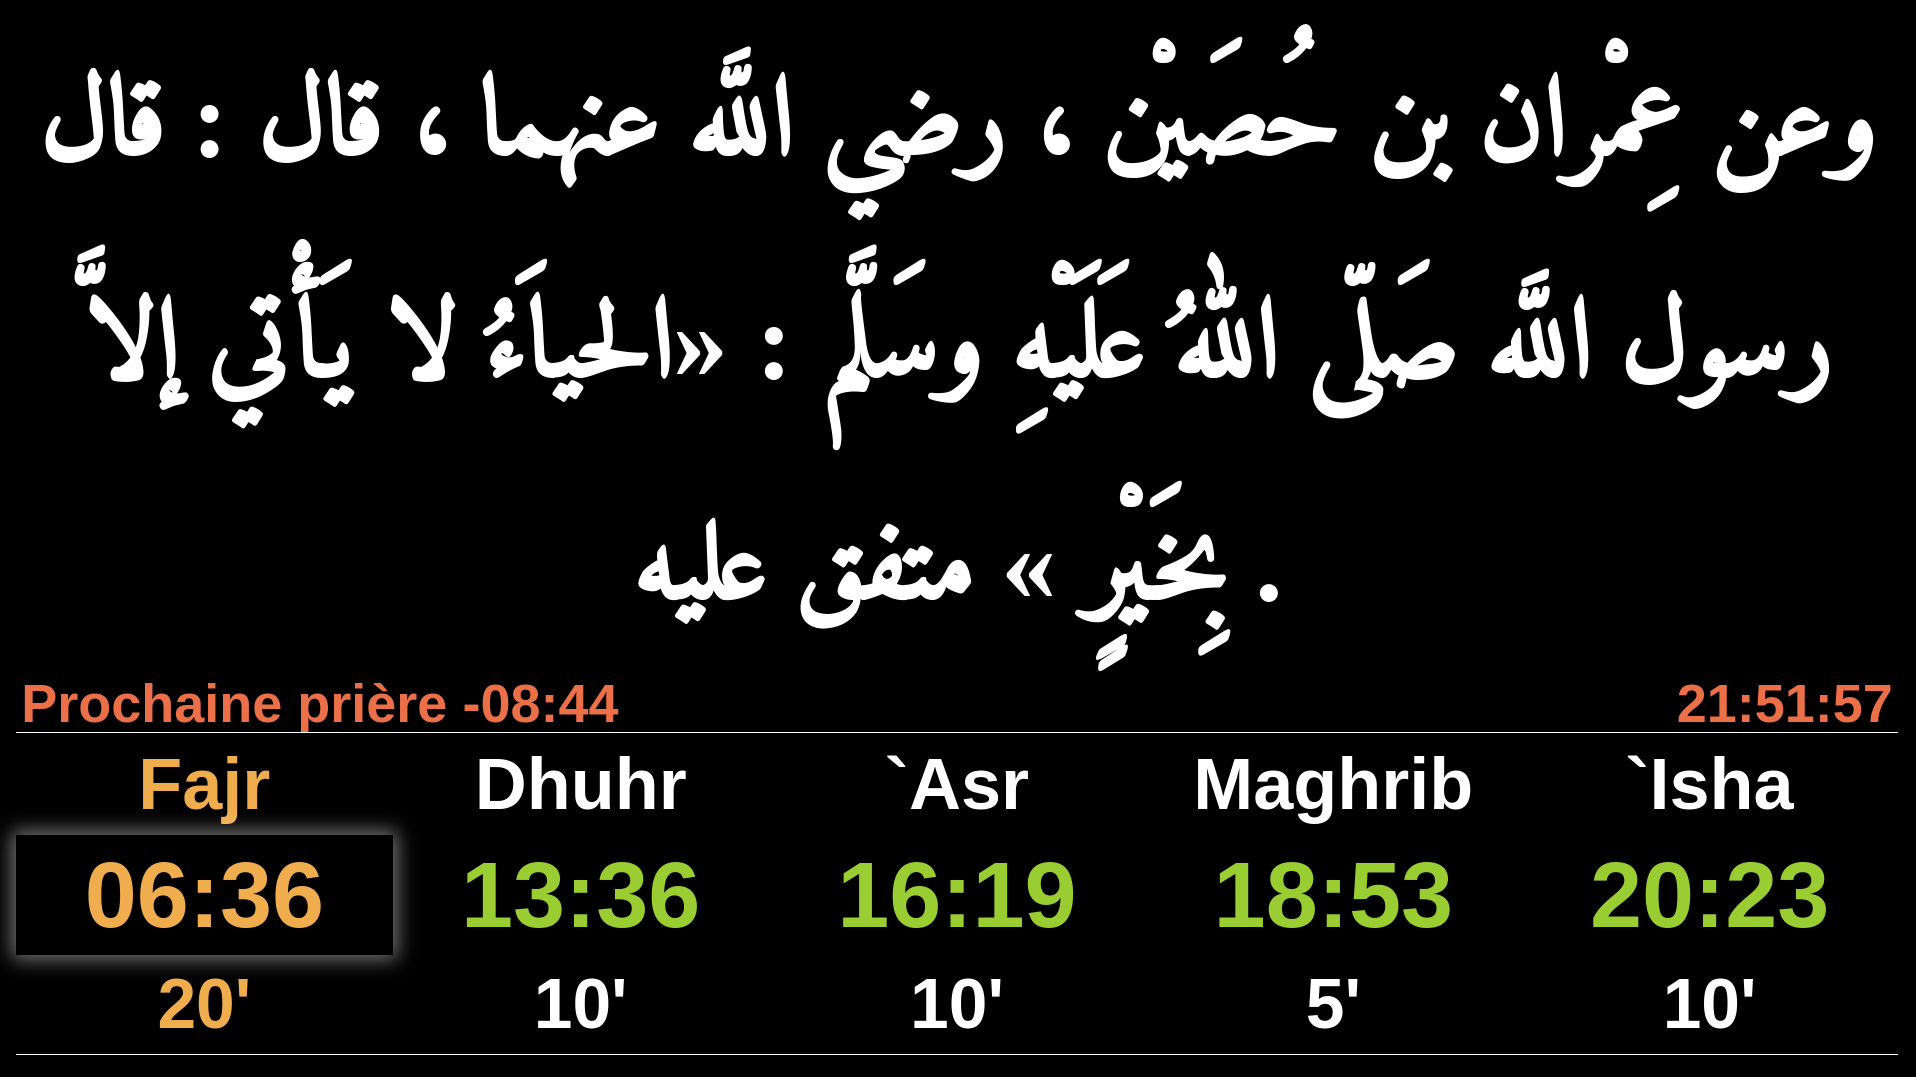 وعن عِمْران بن حُصَيْن ، رضي اللَّه عنهما ، قال : قال
رسول اللَّه صَلّى اللهُ عَلَيْهِ وسَلَّم : «الحياَءُ لا يَأْتي إلاَّ
بِخَيْرٍ » متفق عليه .
Prochaine prière -08:44
21:51:57
Fajr Dhuhr `Asr Maghrib `Isha
06:36 13:36 16:19 18:53 20:23
20' 10' 10' 5' 10'